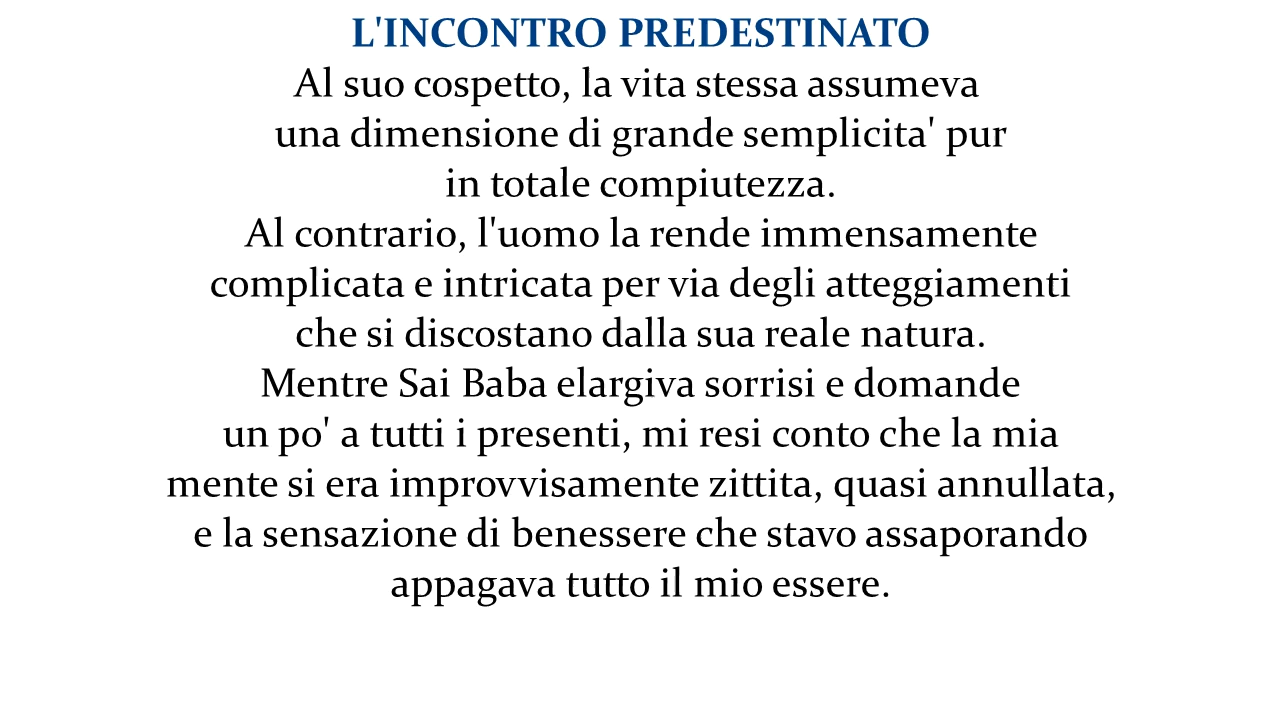 L'INCONTRO PREDESTINATO
Al suo cospetto, la vita stessa assumeva
una dimensione di grande semplicita' pur
in totale compiutezza.
Al contrario, l'uomo la rende immensamente
complicata e intricata per via degli atteggiamenti
che si discostano dalla sua reale natura.
Mentre Sai Baba elargiva sorrisi e domande
un po' a tutti i presenti, mi resi conto che la mia
mente si era improvvisamente zittita, quasi annullata,
e la sensazione di benessere che stavo assaporando
appagava tutto il mio essere.